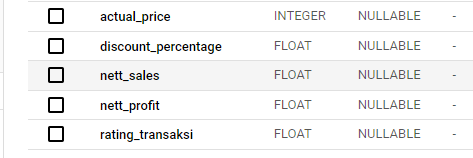 actual_price INTEGER NULLABLE -
discount_percentage FLOAT NULLABLE -
nett_sales FLOAT NULLABLE -
nett_profit FLOAT NULLABLE -
rating_transaksi FLOAT NULLABLE -